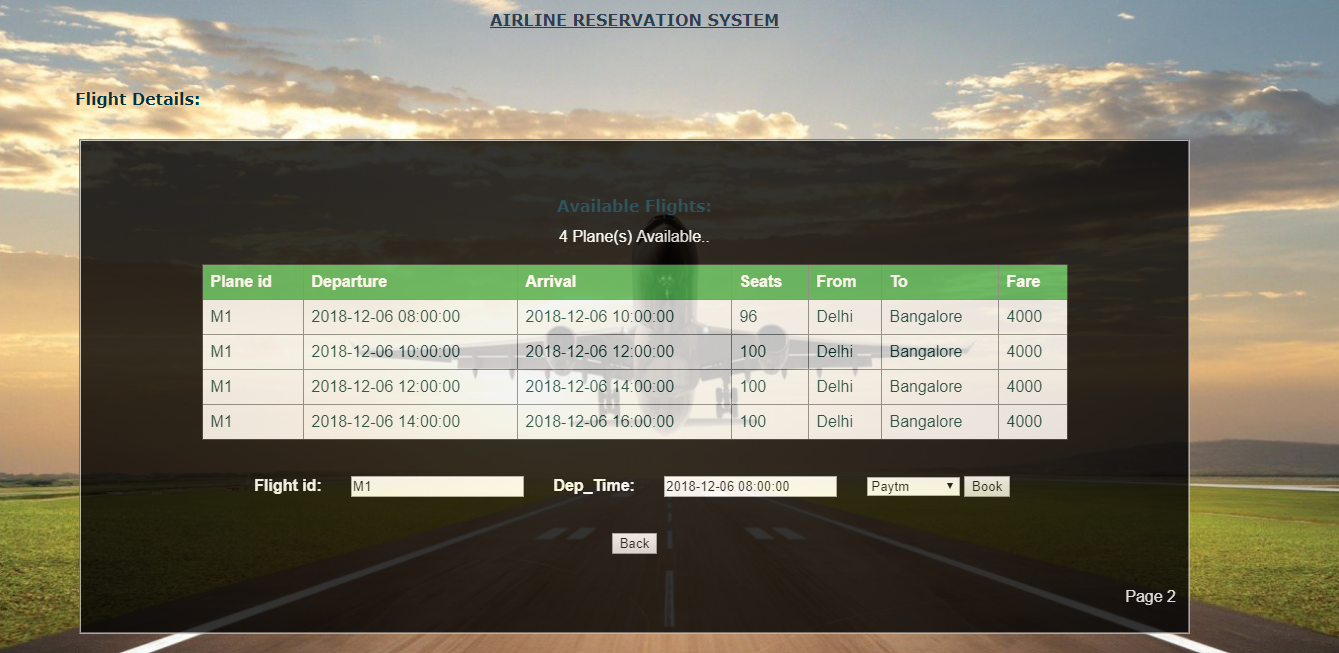 AIRLINE RESERVATION SYSTEM
Flight Details:
Available Flights:
4 Plane(s) Available..
Plane id Departure Arrival Seats From To Fare
M1 2018-12-06 08:00:00 2018-12-06 10:00:00 96 Delhi Bangalore 4000
M1 2018-12-06 10:00:00 2018-12-06 12:00:00 100 Delhi Bangalore 4000
M1 2018-12-06 12:00:00 2018-12-06 14:00:00 100 Delhi Bangalore 4000
M1 2018-12-06 14:00:00 2018-12-06 16:00:00 100 Delhi Bangalore 4000
Flight id: M1 Dep_Time: 2018-12-06 08:00:00 Paytm Book
Back
Page 2